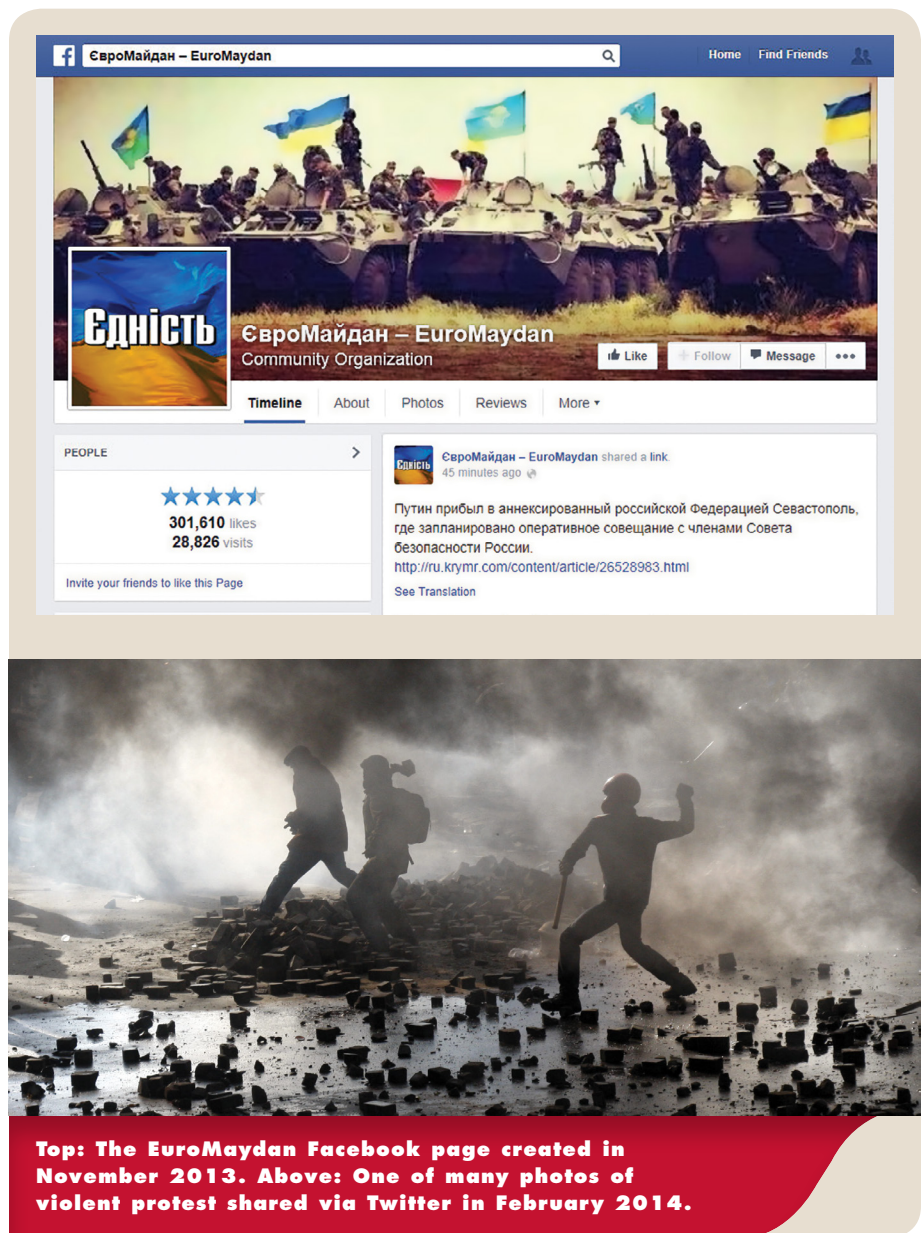 ЄвроМайдан – EuroMaydan
Home Find Friends
Єдність
ЄвроМайдан – EuroMaydan
Community Organization
Like Follow Message
Timeline About Photos Reviews More
PEOPLE
301,610 likes
28,826 visits
Invite your friends to like this Page
Єдність
ЄвроМайдан – EuroMaydan shared a link.
45 minutes ago
Путин прибыл в аннексированный российской Федерацией Севастополь,
где запланировано оперативное совещание с членами Совета
безопасности России.
http://ru.krymr.com/content/article/26528983.html
See Translation
Top: The EuroMaydan Facebook page created in
November 2013. Above: One of many photos of
violent protest shared via Twitter in February 2014.